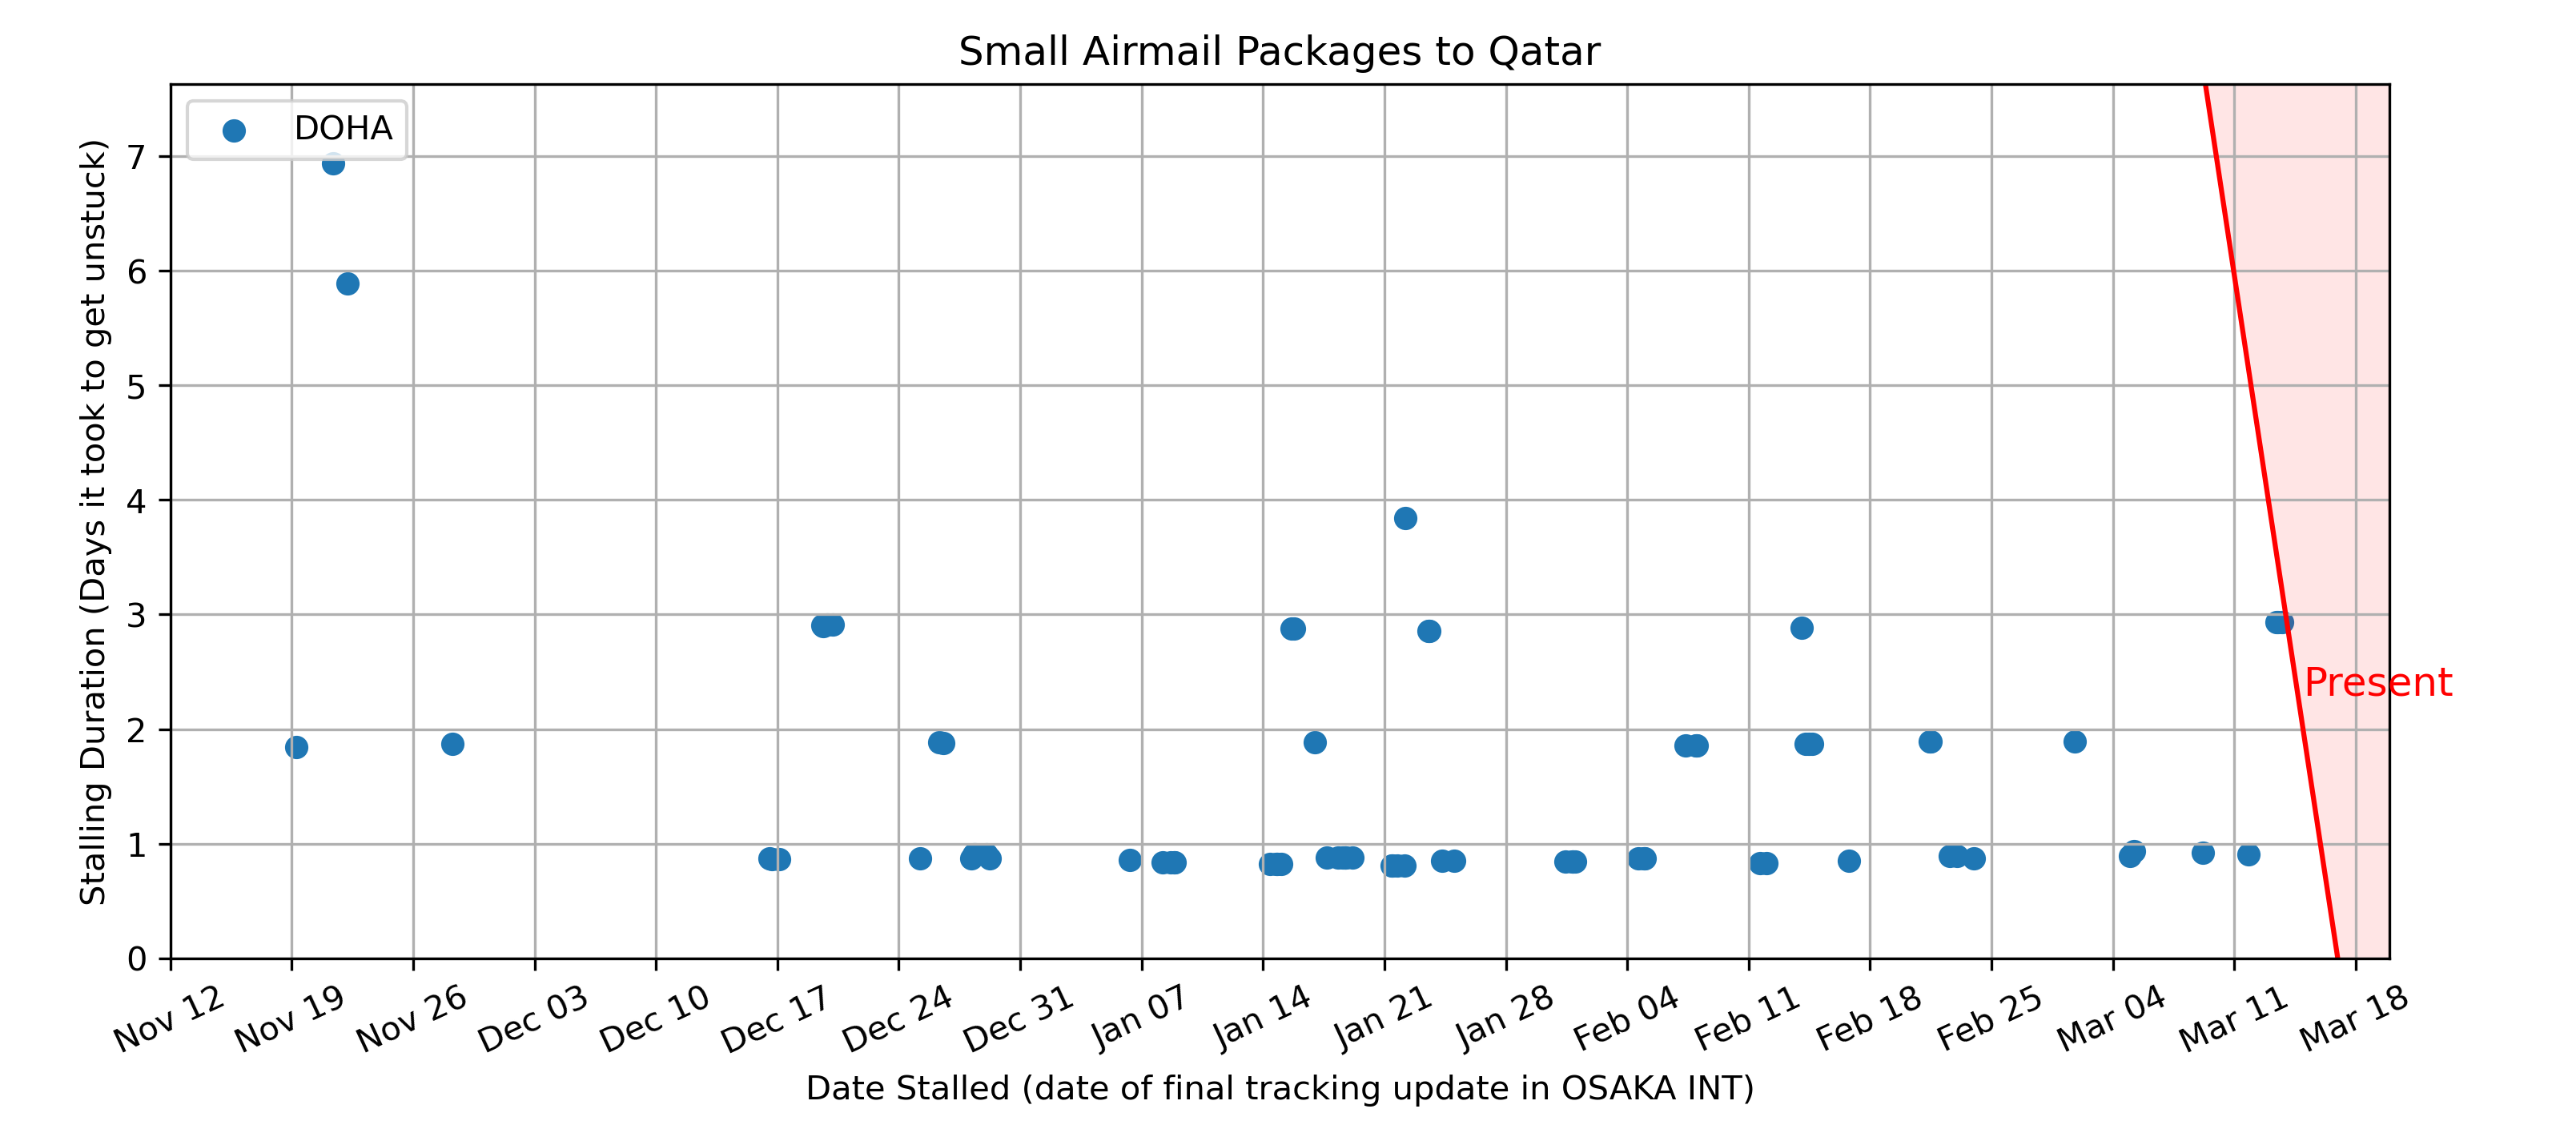 Small Airmail Packages to Qatar
DOHA
Stalling Duration (Days it took to get unstuck)
7
6
5
4
3
2
1
0
Present
Nov 12 Nov 19 Nov 26 Dec 03 Dec 10 Dec 17 Dec 24 Dec 31 Jan 07 Jan 14 Jan 21 Jan 28 Feb 04 Feb 11 Feb 18 Feb 25 Mar 04 Mar 11 Mar 18
Date Stalled (date of final tracking update in OSAKA INT)